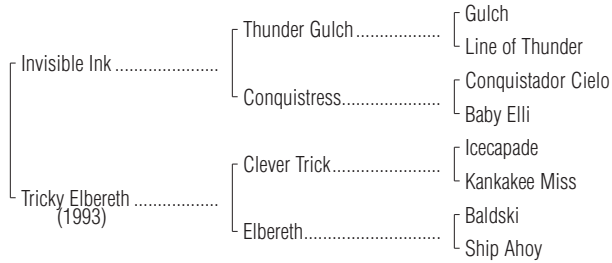 Gulch
Thunder Gulch....................
Line of Thunder
Invisible Ink ........................
Conquistador Cielo
Conquistress.......................
Baby Elli
Icecapade
Clever Trick.........................
Kankakee Miss
Tricky Elbereth ...................
(1993)
Baldski
Elbereth...............................
Ship Ahoy